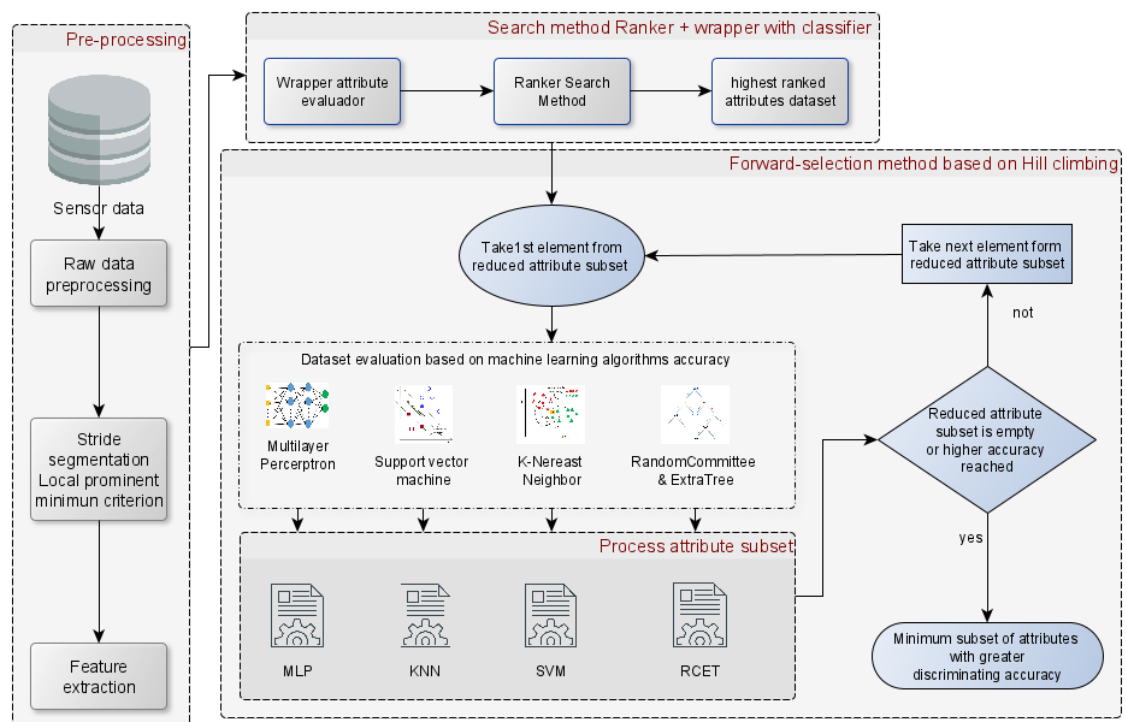 Pre-processing
Sensor data
Raw data
preprocessing
Stride
segmentation
Local prominent
minimun criterion
Feature
extraction
Search method Ranker + wrapper with classifier
Wrapper attribute
evaluador
Ranker Search
Method
highest ranked
attributes dataset
Forward-selection method based on Hill climbing
Take1st element from
reduced attribute subset
Take next element form
reduced attribute subset
not
Dataset evaluation based on machine learning algorithms accuracy
Multilayer
Percerptron
Support vector
machine
K-Nereast
Neighbor
RandomCommittee
& ExtraTree
Reduced attribute
subset is empty
or higher accuracy
reached
yes
Process attribute subset
MLP
KNN
SVM
RCET
Minimum subset of attributes
with greater
discriminating accuracy